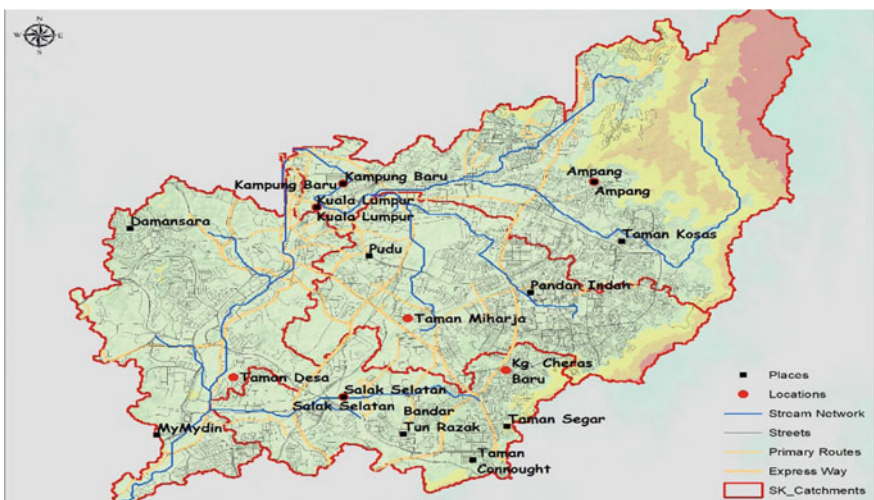 N
W E
S
Kampung Baru
Kampung Baru
Ampang
Ampang
Kuala Lumpur
Kuala Lumpur
Damansara
Taman Kosas
Pudu
Pandan Indah
Taman Miharja
Kg. Cheras
Baru
Taman Desa
Salak Selatan
Salak Selatan
Bandar
Tun Razak
Taman Segar
MyMydin
Taman
Connought
Places
Locations
Stream Network
Streets
Primary Routes
Express Way
SK_Catchments